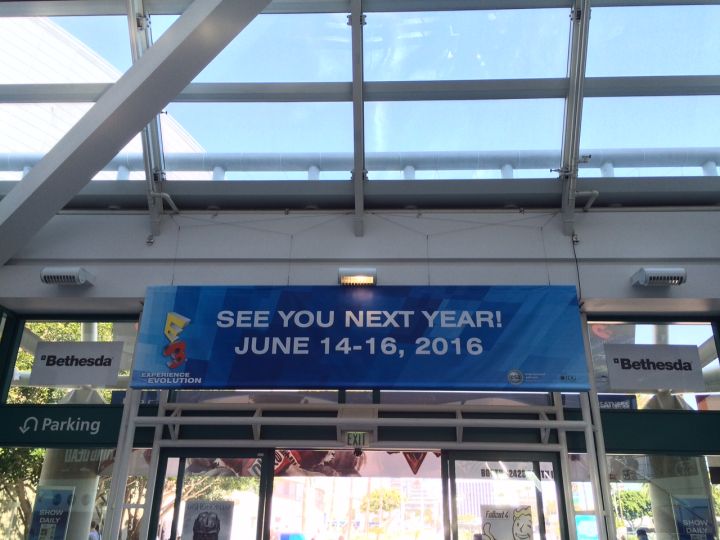 SEE YOU NEXT YEAR!
JUNE 14-16, 2016
E3
EXPERIENCE
EVOLUTION
Bethesda
Bethesda
Parking
EXIT
Fallout 4
SHOW
DAILY
SHOW
DAILY